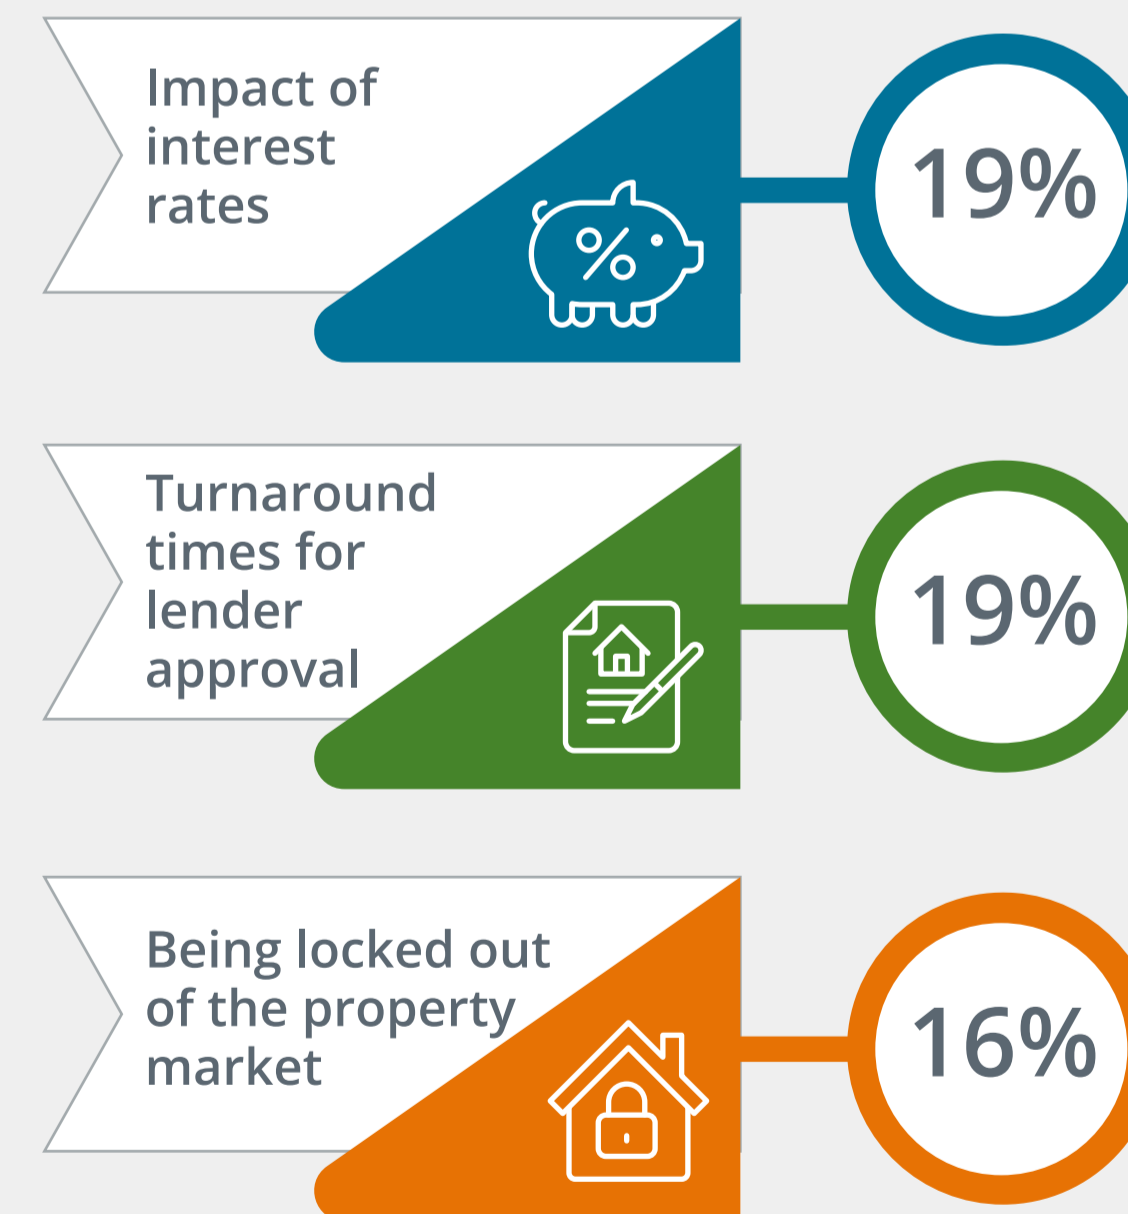 Impact of
interest
rates
19%
Turnaround
times for
lender
approval
19%
Being locked out
of the property
market
16%